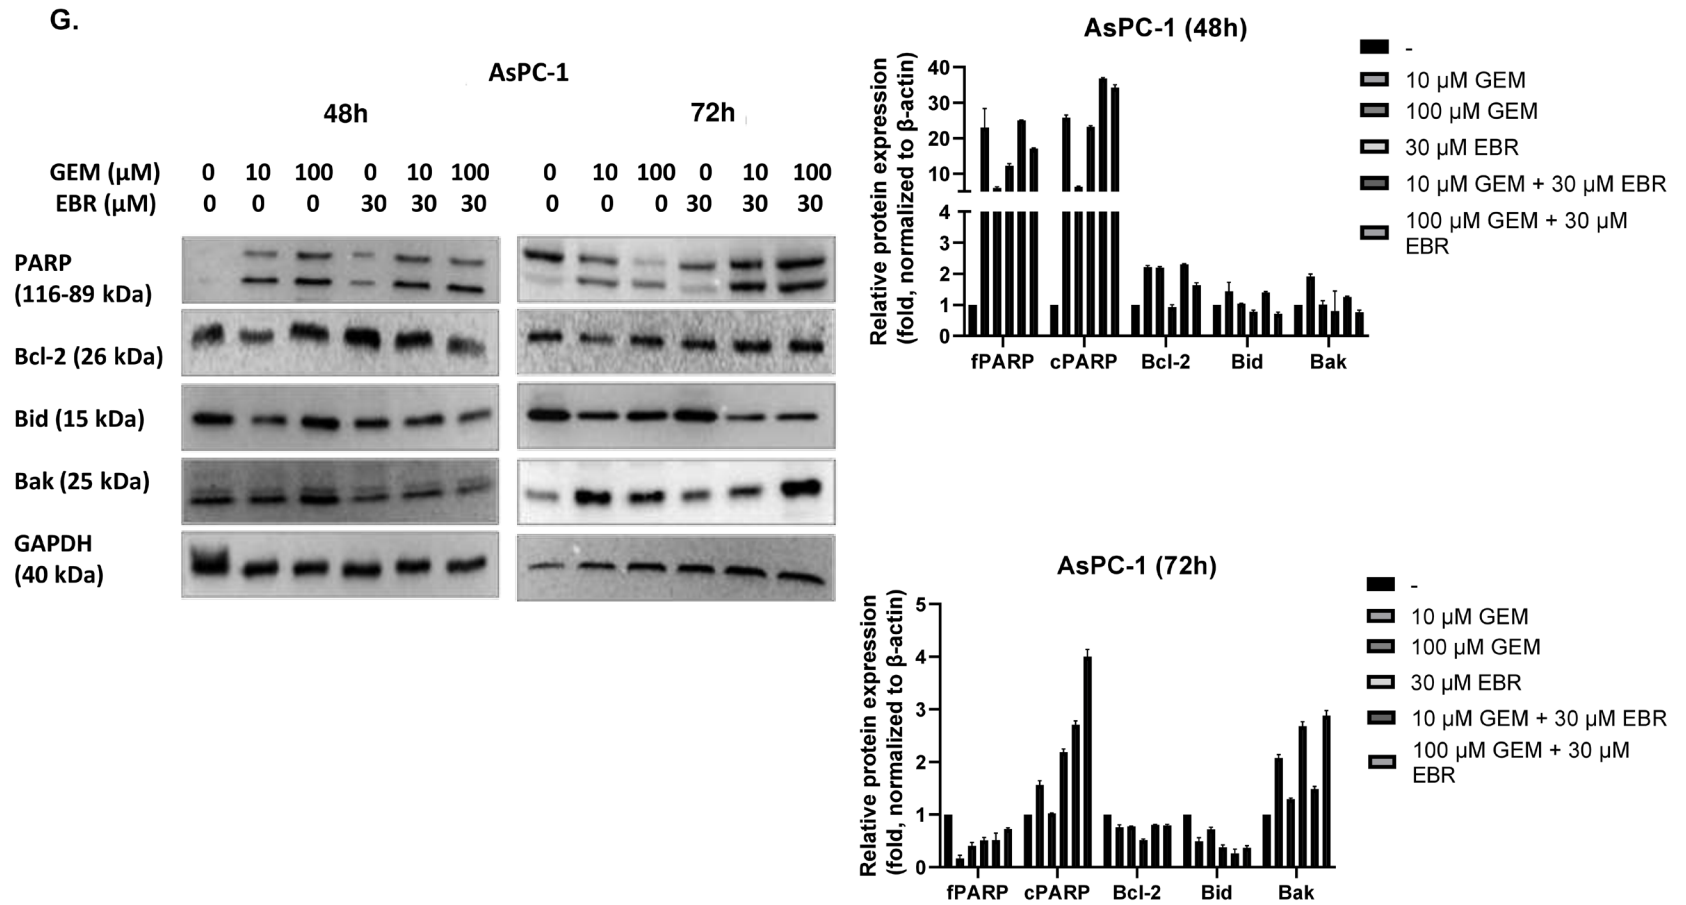 G.
AsPC-1
48h
72h
GEM (µM) 0 10 100 0 10 100 0 10 100 0 10 100
EBR (µM) 0 0 0 30 30 30 0 0 0 30 30 30
PARP
(116-89 kDa)
Bcl-2 (26 kDa)
Bid (15 kDa)
Bak (25 kDa)
GAPDH
(40 kDa)
AsPC-1 (48h)
Relative protein expression
(fold, normalized to β-actin)
40
30
20
10
4
3
2
1
0
fPARP cPARP Bcl-2 Bid Bak
-
10 µM GEM
100 µM GEM
30 µM EBR
10 µM GEM + 30 µM EBR
100 µM GEM + 30 µM
EBR
AsPC-1 (72h)
Relative protein expression
(fold, normalized to β-actin)
5
4
3
2
1
0
fPARP cPARP Bcl-2 Bid Bak
-
10 µM GEM
100 µM GEM
30 µM EBR
10 µM GEM + 30 µM EBR
100 µM GEM + 30 µM
EBR